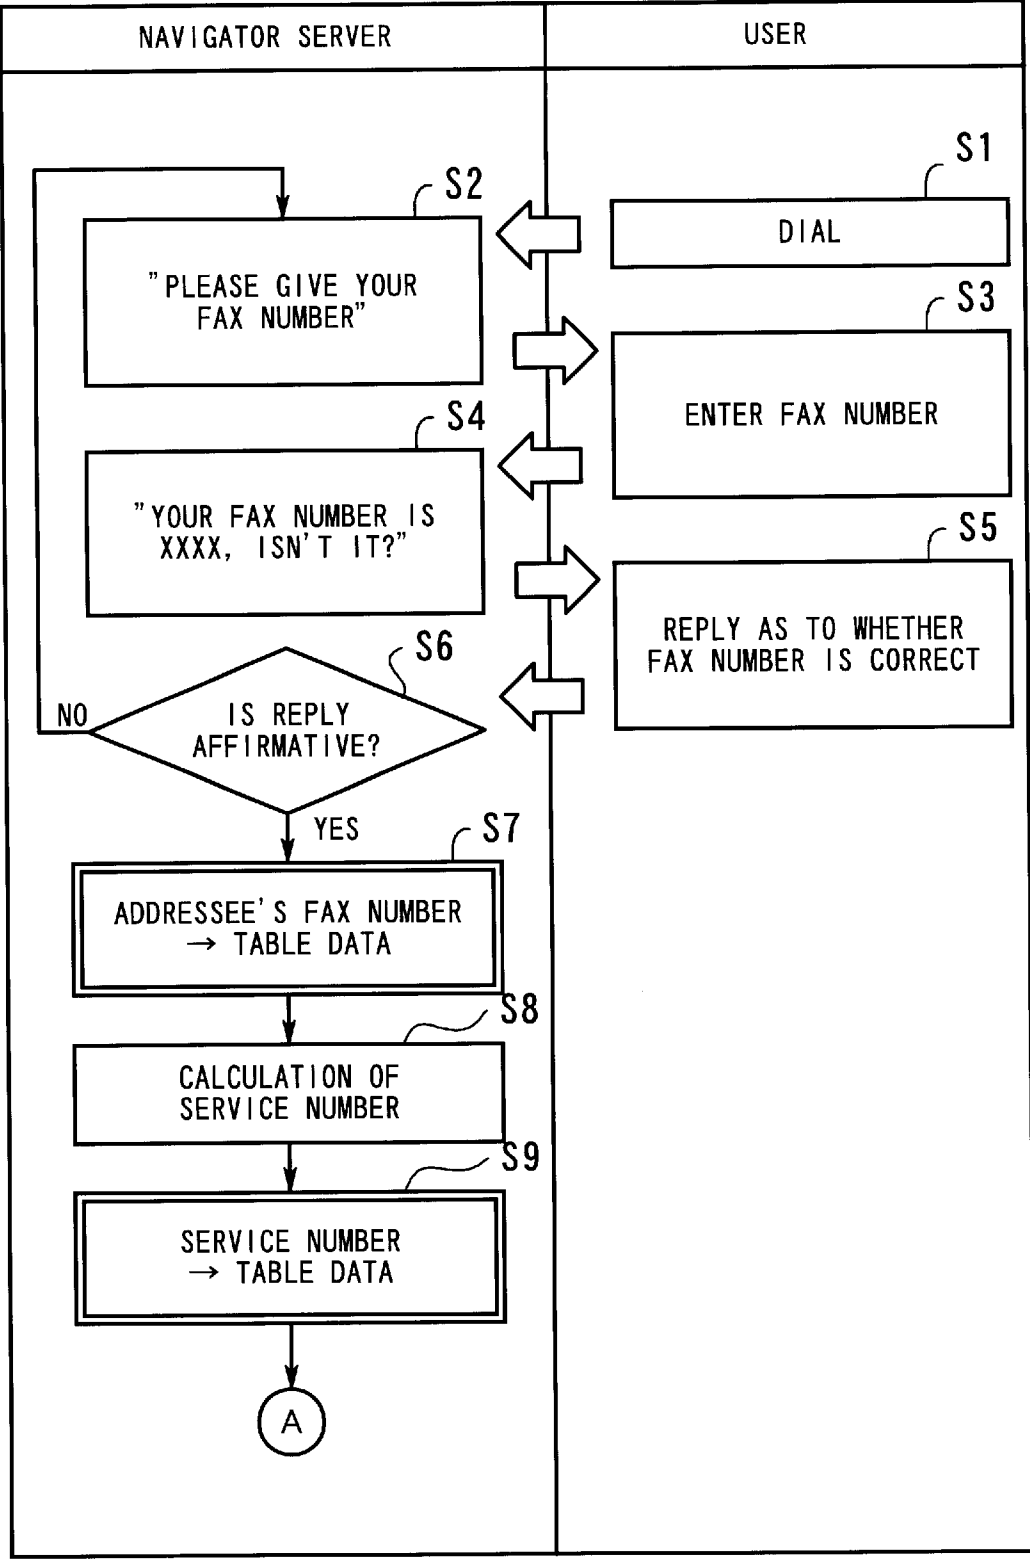 NAVIGATOR SERVER
USER
S1
DIAL
S2
"PLEASE GIVE YOUR
FAX NUMBER"
S3
ENTER FAX NUMBER
S4
"YOUR FAX NUMBER IS
XXXX, ISN'T IT?"
S5
REPLY AS TO WHETHER
FAX NUMBER IS CORRECT
S6
IS REPLY
AFFIRMATIVE?
NO
YES
S7
ADDRESSEE'S FAX NUMBER
→ TABLE DATA
S8
CALCULATION OF
SERVICE NUMBER
S9
SERVICE NUMBER
→ TABLE DATA
A